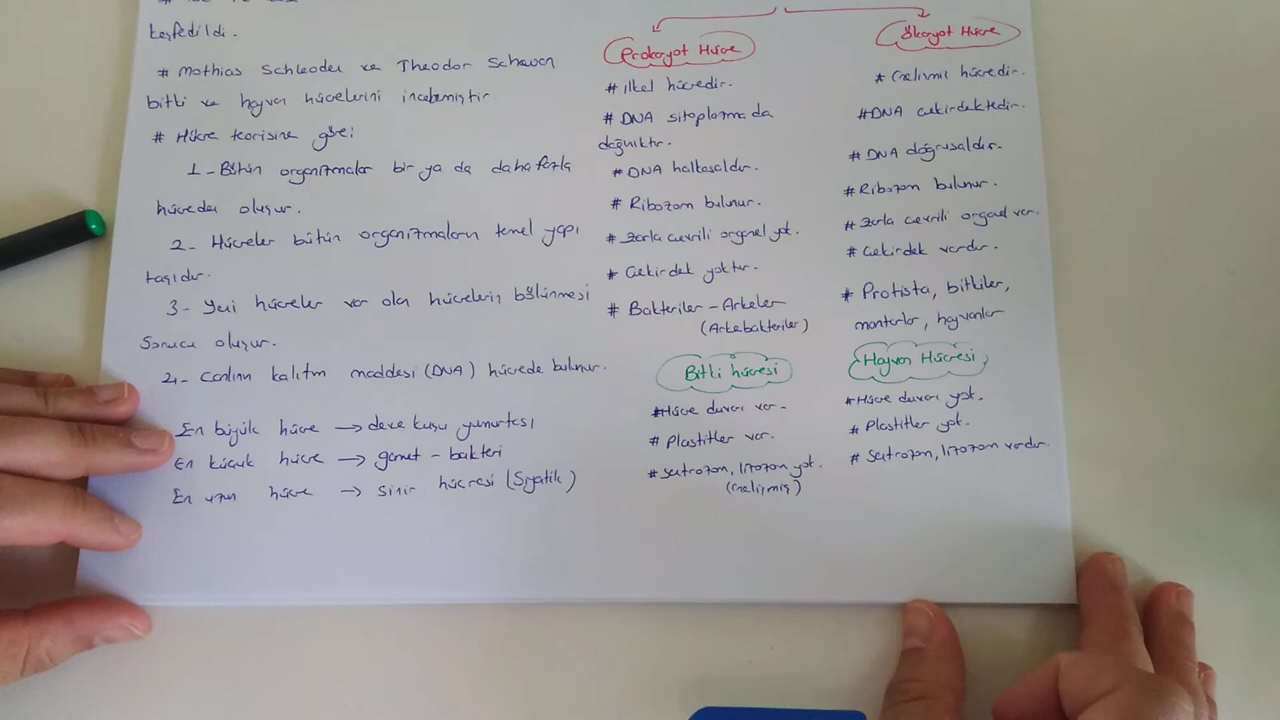 keşfedildi.
# Mathias Schleider ve Theodor Schwan
bitki ve hayvan hücrelerini incelemiştir.
# Hücre teorisine göre;
1- Bütün organizmalar bir ya da daha fazla
hücreden oluşur.
2- Hücreler bütün organizmaların temel yapı
taşıdır.
3- Yeni hücreler var olan hücrelerin bölünmesi
Sonucu oluşur.
4- Canlının kalıtım maddesi (DNA) hücrede bulunur.
En büyük hücre → deve kuşu yumurtası
En küçük hücre → gamet - bakteri
En uzun hücre → sinir hücresi (Siyatik)
Prokaryot Hücre
# ilkel hücredir.
# DNA sitoplazmada
dağınıktır.
# DNA halkasaldır.
# Ribozom bulunur.
# Zarla çevrili organel yok.
# Çekirdek yoktur.
# Bakteriler - Arkeler
(Arkebakteriler)
Ökaryot Hücre
# Gelişmiş hücredir.
# DNA çekirdektedir.
# DNA doğrusaldır.
# Ribozom bulunur.
# Zarla çevrili organel var.
# Çekirdek vardır.
# Protista, bitkiler,
mantarlar, hayvanlar
Bitki hücresi
# Hücre duvarı var.
# Plastitler var.
# Sentrozom, lizozom yok.
(Gelişmiş)
Hayvan Hücresi
# Hücre duvarı yok.
# Plastitler yok.
# Sentrozom, lizozom vardır.